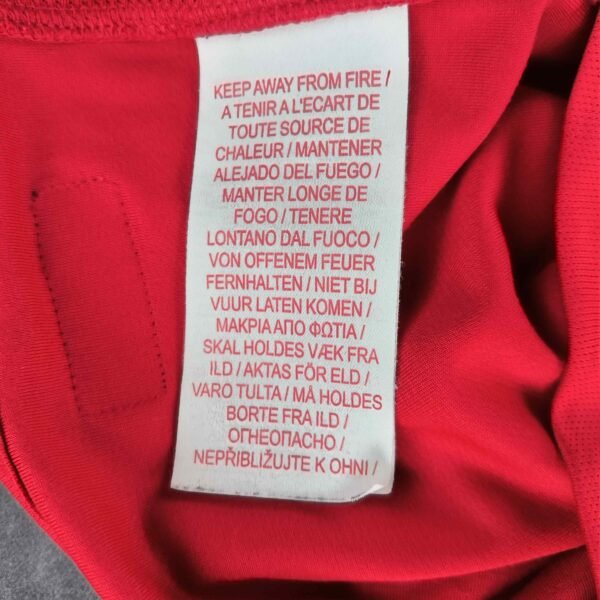 KEEP AWAY FROM FIRE /
A TENIR A L'ECART DE
TOUTE SOURCE DE
CHALEUR / MANTENER
ALEJADO DEL FUEGO /
MANTER LONGE DE
FOGO / TENERE
LONTANO DAL FUOCO /
VON OFFENEM FEUER
FERNHALTEN / NIET BIJ
VUUR LATEN KOMEN /
ΜΑΚΡΙΑ ΑΠΟ ΦΩΤΙΑ /
SKAL HOLDES VÆK FRA
ILD / AKTAS FÖR ELD /
VARO TULTA / MÅ HOLDES
BORTE FRA ILD /
ОГНЕОПАСНО /
NEPŘIBLIŽUJTE K OHNI /